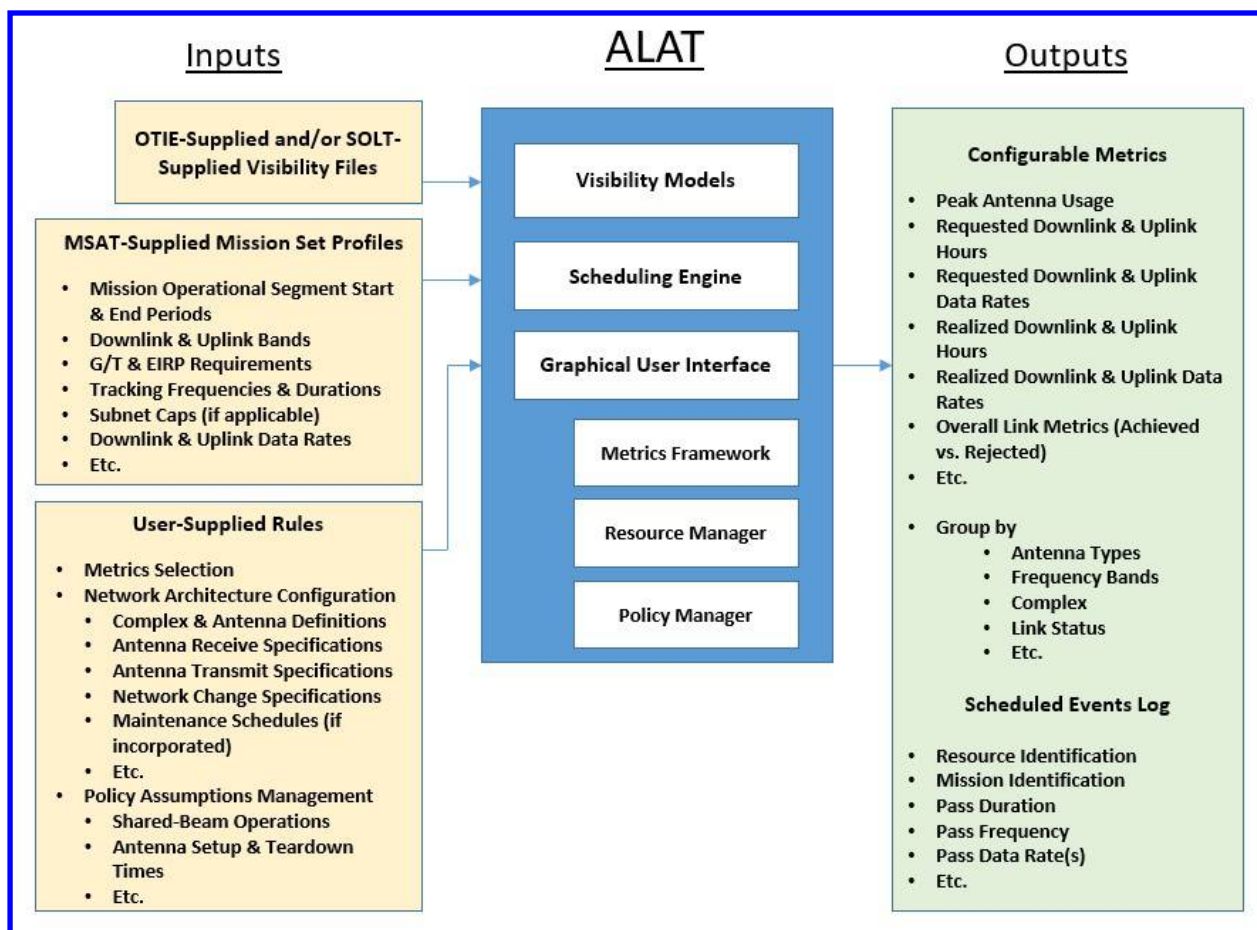 Inputs
OTIE-Supplied and/or SOLT-
Supplied Visibility Files
MSAT-Supplied Mission Set Profiles
• Mission Operational Segment Start
& End Periods
• Downlink & Uplink Bands
• G/T & EIRP Requirements
• Tracking Frequencies & Durations
• Subnet Caps (if applicable)
• Downlink & Uplink Data Rates
• Etc.
User-Supplied Rules
• Metrics Selection
• Network Architecture Configuration
• Complex & Antenna Definitions
• Antenna Receive Specifications
• Antenna Transmit Specifications
• Network Change Specifications
• Maintenance Schedules (if
incorporated)
• Etc.
• Policy Assumptions Management
• Shared-Beam Operations
• Antenna Setup & Teardown
Times
• Etc.
ALAT
Visibility Models
Scheduling Engine
Graphical User Interface
Metrics Framework
Resource Manager
Policy Manager
Outputs
Configurable Metrics
• Peak Antenna Usage
• Requested Downlink & Uplink
Hours
• Requested Downlink & Uplink
Data Rates
• Realized Downlink & Uplink
Hours
• Realized Downlink & Uplink Data
Rates
• Overall Link Metrics (Achieved
vs. Rejected)
• Etc.
• Group by
• Antenna Types
• Frequency Bands
• Complex
• Link Status
• Etc.
Scheduled Events Log
• Resource Identification
• Mission Identification
• Pass Duration
• Pass Frequency
• Pass Data Rate(s)
• Etc.